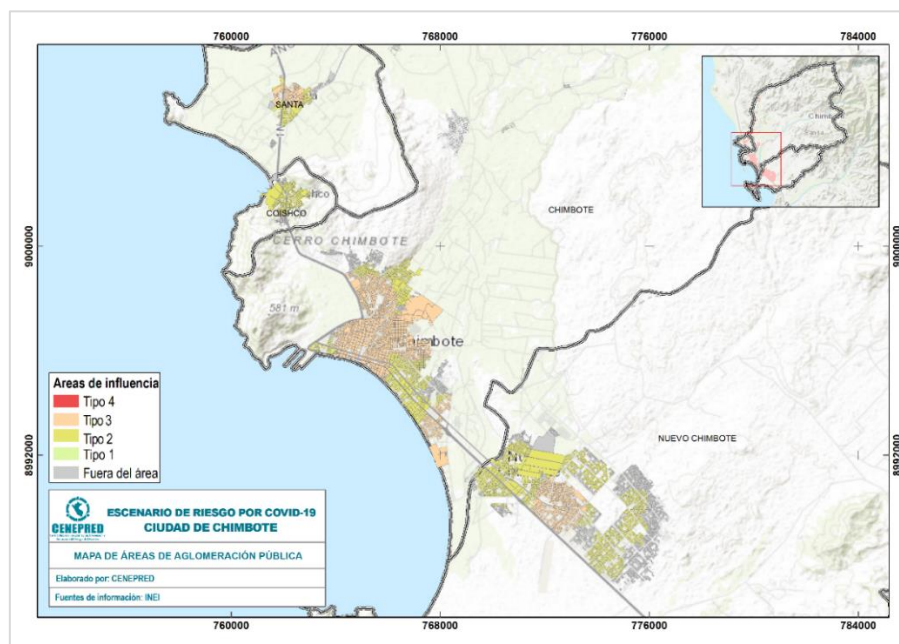 760000
768000
776000
784000
SANTA
COISHCO
CERRO CHIMBOTE
CHIMBOTE
581 m
Chimbote
NUEVO CHIMBOTE
9000000
9000000
8992000
8992000
Areas de influencia
Tipo 4
Tipo 3
Tipo 2
Tipo 1
Fuera del área
CENEPRED
ESCENARIO DE RIESGO POR COVID-19
CIUDAD DE CHIMBOTE
MAPA DE ÁREAS DE AGLOMERACIÓN PÚBLICA
Elaborado por: CENEPRED
Fuentes de información: INEI
760000
768000
776000
784000